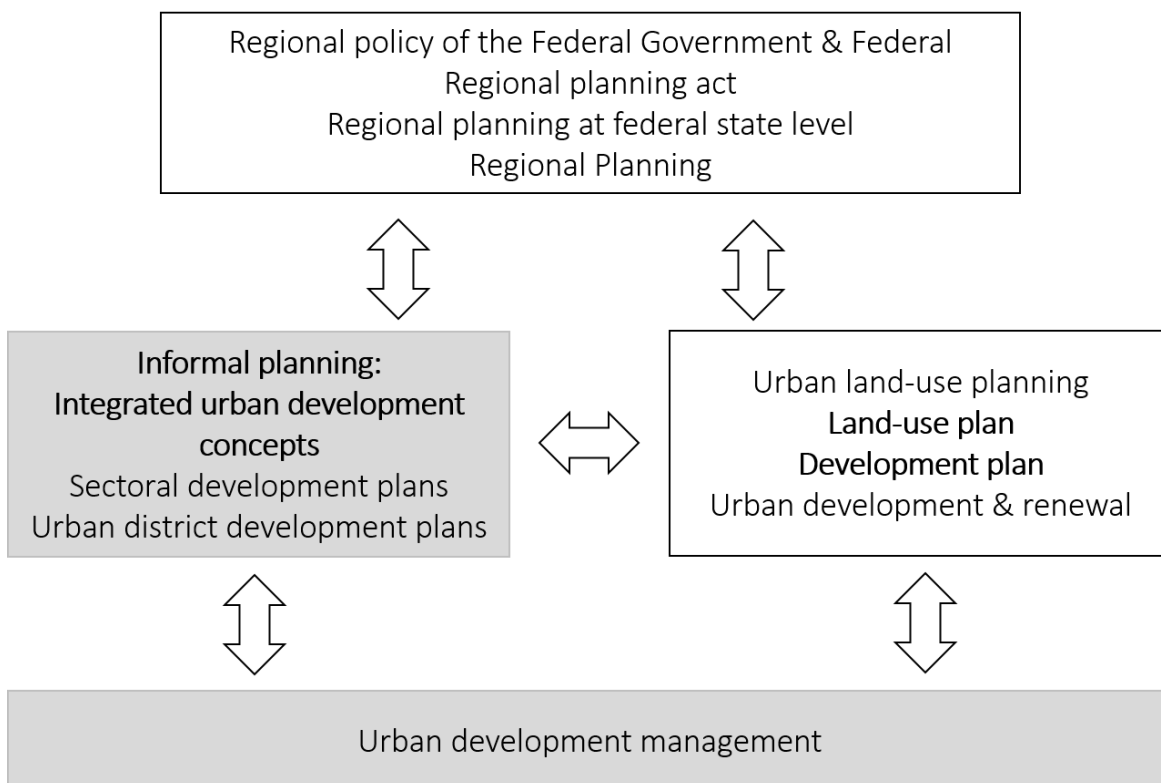 Regional policy of the Federal Government & Federal
Regional planning act
Regional planning at federal state level
Regional Planning
Informal planning:
Integrated urban development
concepts
Sectoral development plans
Urban district development plans
Urban land-use planning
Land-use plan
Development plan
Urban development & renewal
Urban development management